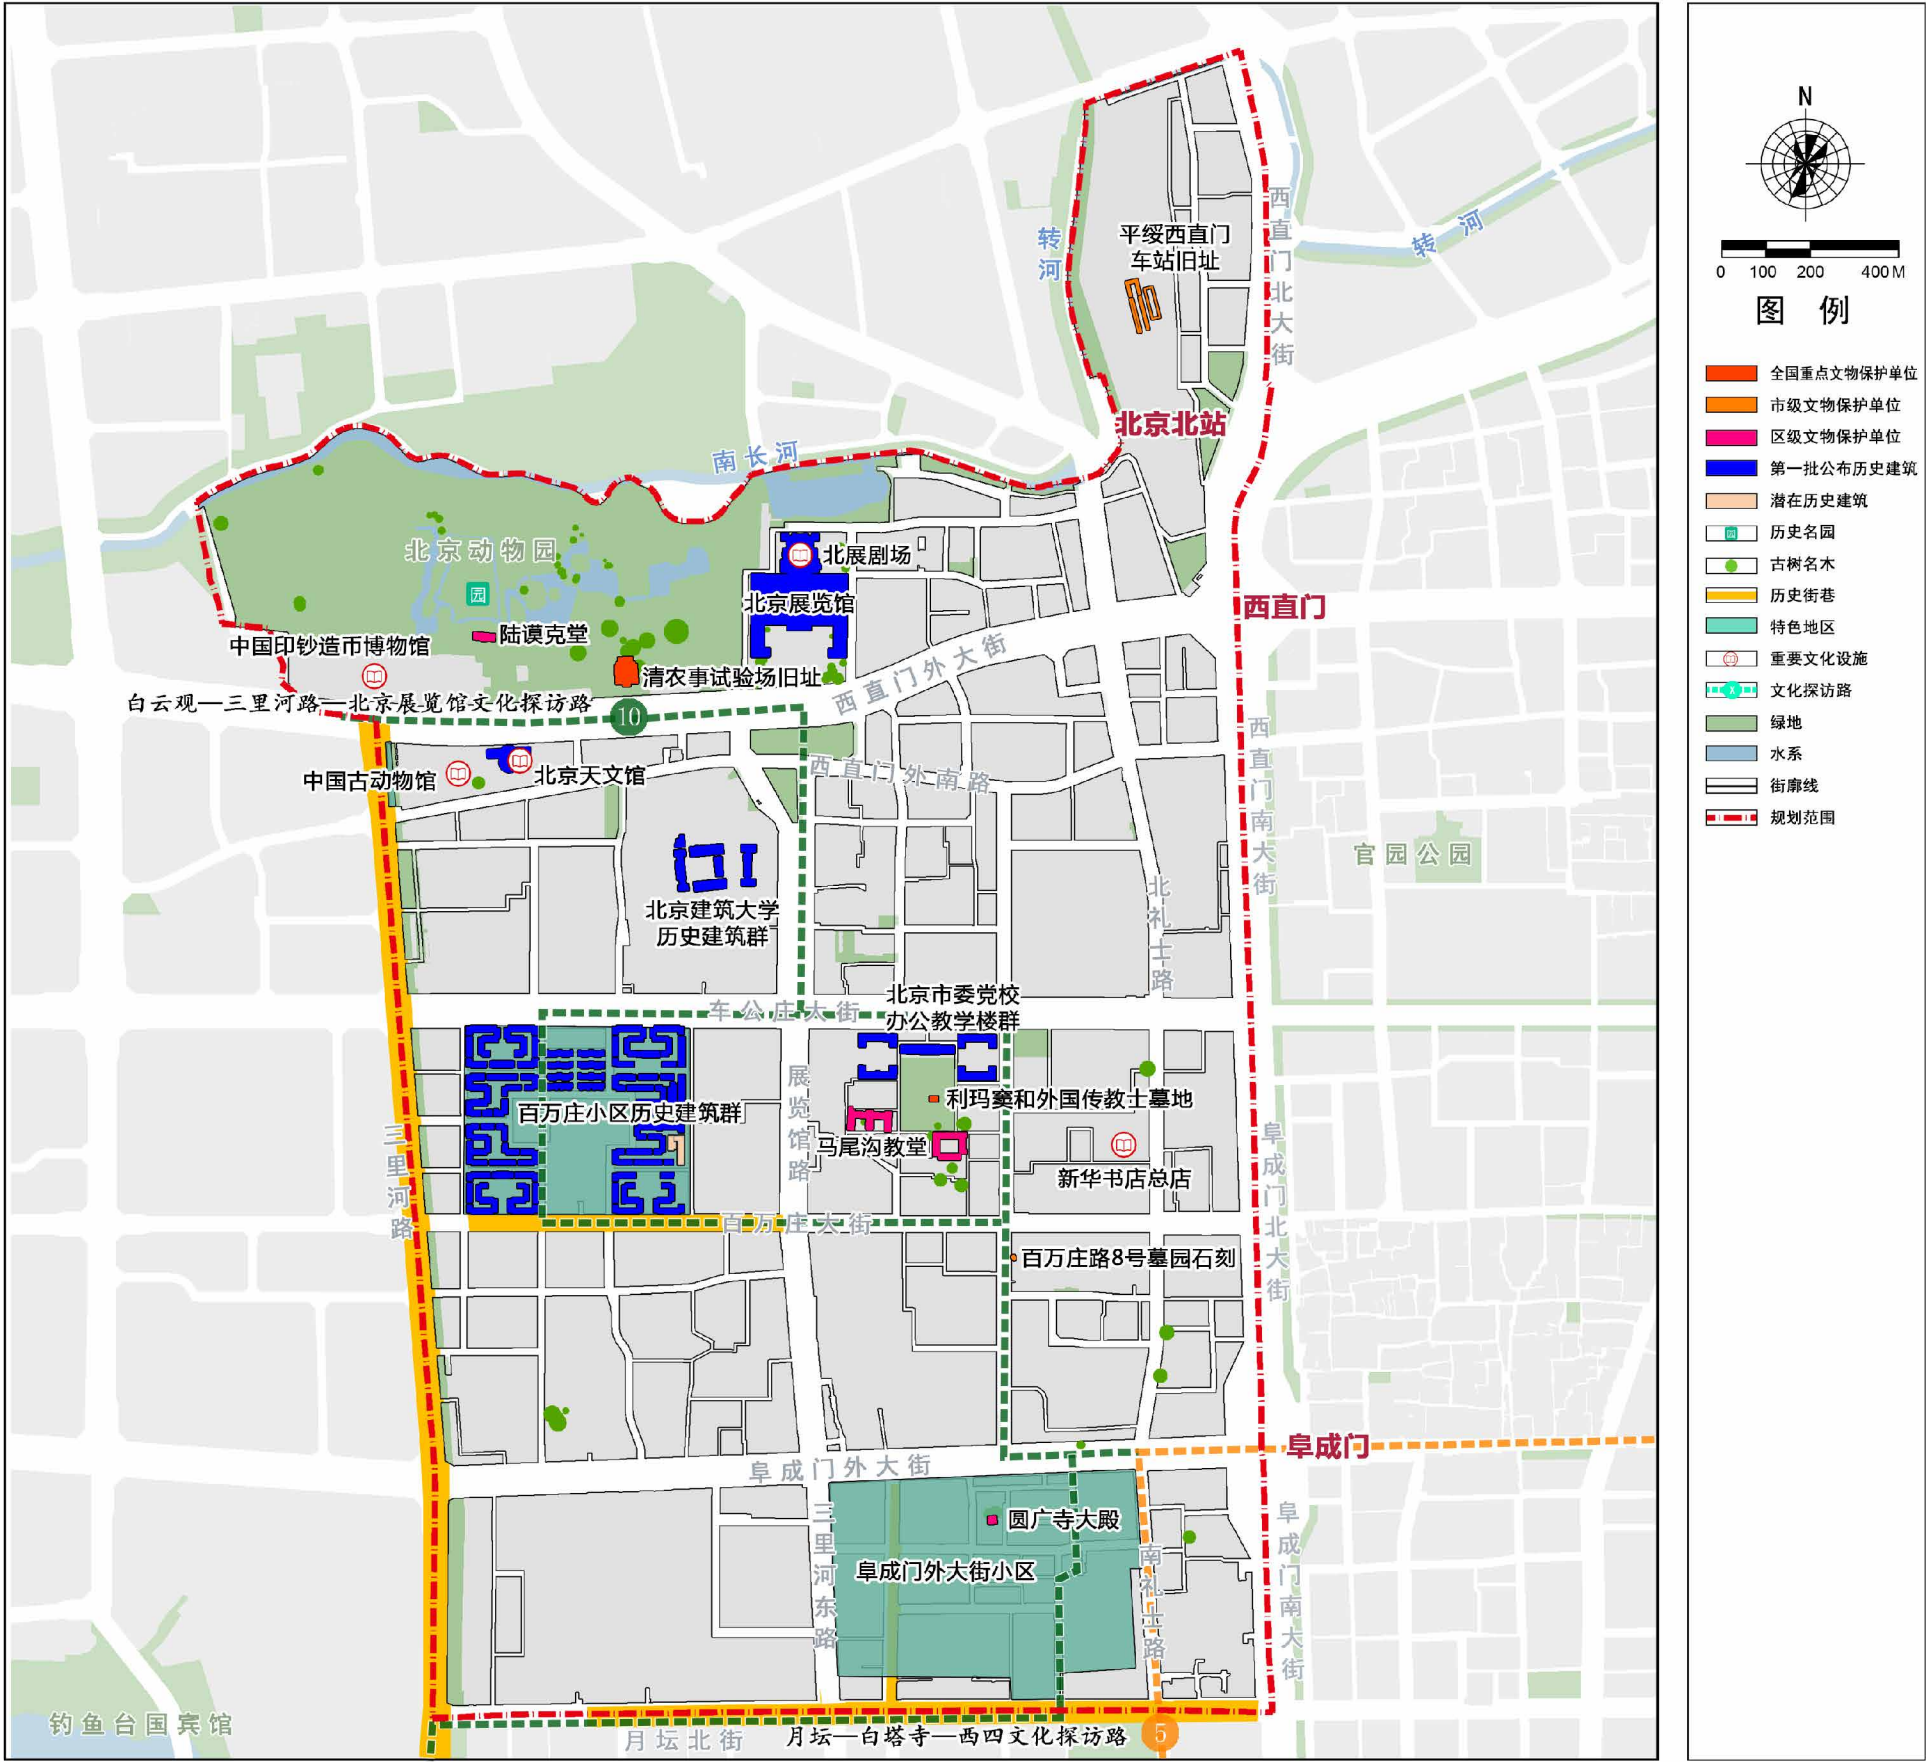 N
0 100 200 400 M
图 例
全国重点文物保护单位
市级文物保护单位
区级文物保护单位
第一批公布历史建筑
潜在历史建筑
园 历史名园
古树名木
历史街巷
特色地区
重要文化设施
X 文化探访路
绿地
水系
街廓线
规划范围
西直门北大街
转河
转河
平绥西直门
车站旧址
北京北站
南长河
北京动物园
园
北展剧场
北京展览馆
西直门
陆谟克堂
中国印钞造币博物馆
清农事试验场旧址
西直门外大街
白云观—三里河路—北京展览馆文化探访路
10
西直门南大街
中国古动物馆
北京天文馆
西直门外南路
官园公园
北礼士路
北京建筑大学
历史建筑群
车公庄大街
北京市委党校
办公教学楼群
展览馆路
利玛窦和外国传教士墓地
百万庄小区历史建筑群
马尾沟教堂
三里河路
新华书店总店
阜成门北大街
百万庄大街
百万庄路8号墓园石刻
阜成门
阜成门外大街
三里河东路
圆广寺大殿
阜成门外大街小区
南礼士路
阜成门南大街
钓鱼台国宾馆
月坛北街
月坛—白塔寺—西四文化探访路
5